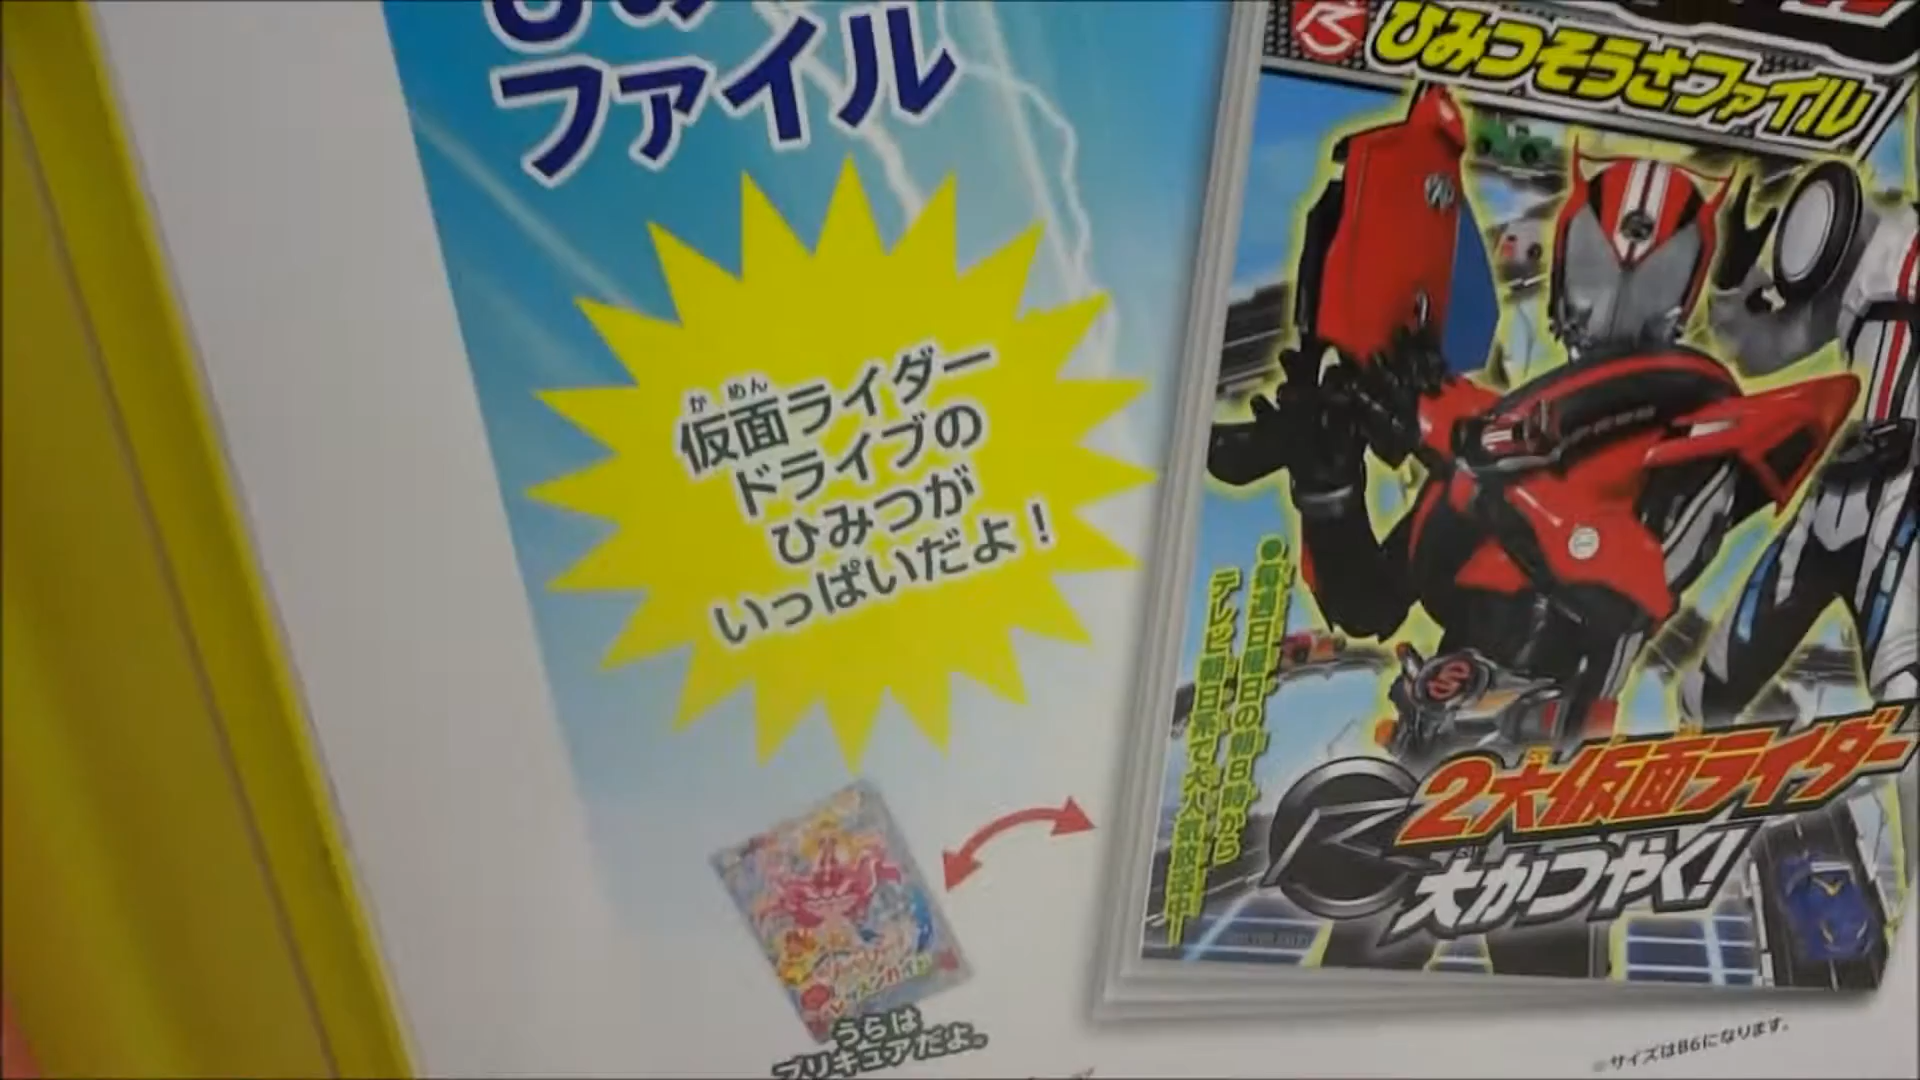 ファイル
仮面ライダー
かめん
ドライブの
ひみつが
いっぱいだよ!
うらは
プリキュアだよ。
ひみつそうさファイル
●毎週日曜日の朝8時から
テレビ朝日系で大人気放送中!
2大仮面ライダー
大かつやく!
※サイズはB6になります。